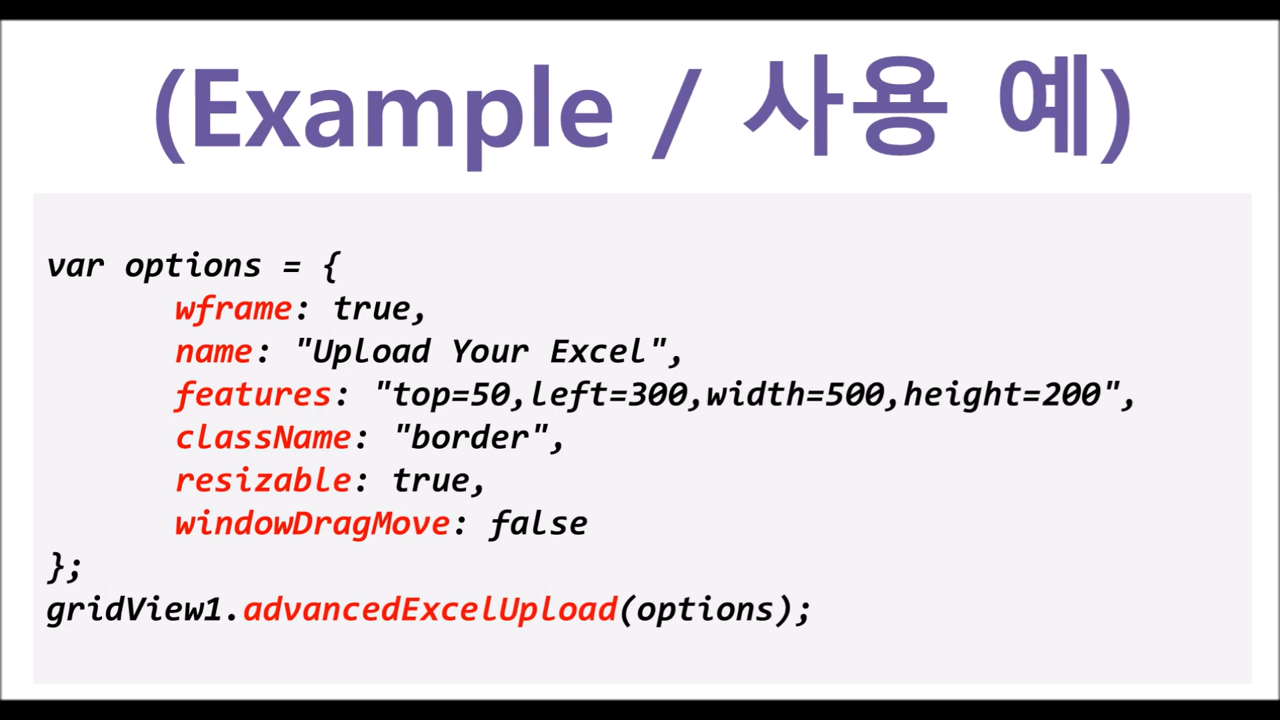 (Example / 사용 예)
var options = {
wframe: true,
name: "Upload Your Excel",
features: "top=50,left=300,width=500,height=200",
className: "border",
resizable: true,
windowDragMove: false
};
gridView1.advancedExcelUpload(options);